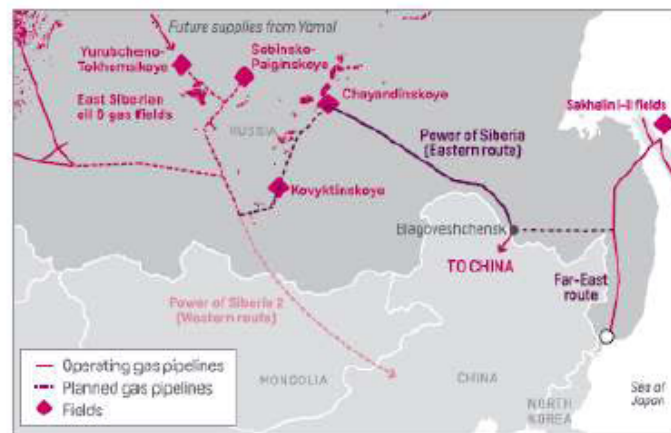 Future supplies from Yamal
Yurubcheno-
Tokhomskoye
Sobinsko-
Paiginskoye
East Siberian
oil & gas fields
Chayandinskoye
Sakhalin I-II fields
RUSSIA
Power of Siberia
(Eastern route)
Kovyktinskoye
Blagoveshchensk
TO CHINA
Far-East
route
Power of Siberia 2
(Western route)
Operating gas pipelines
Planned gas pipelines
Fields
MONGOLIA
CHINA
NORTH
KOREA
Sea of
Japan